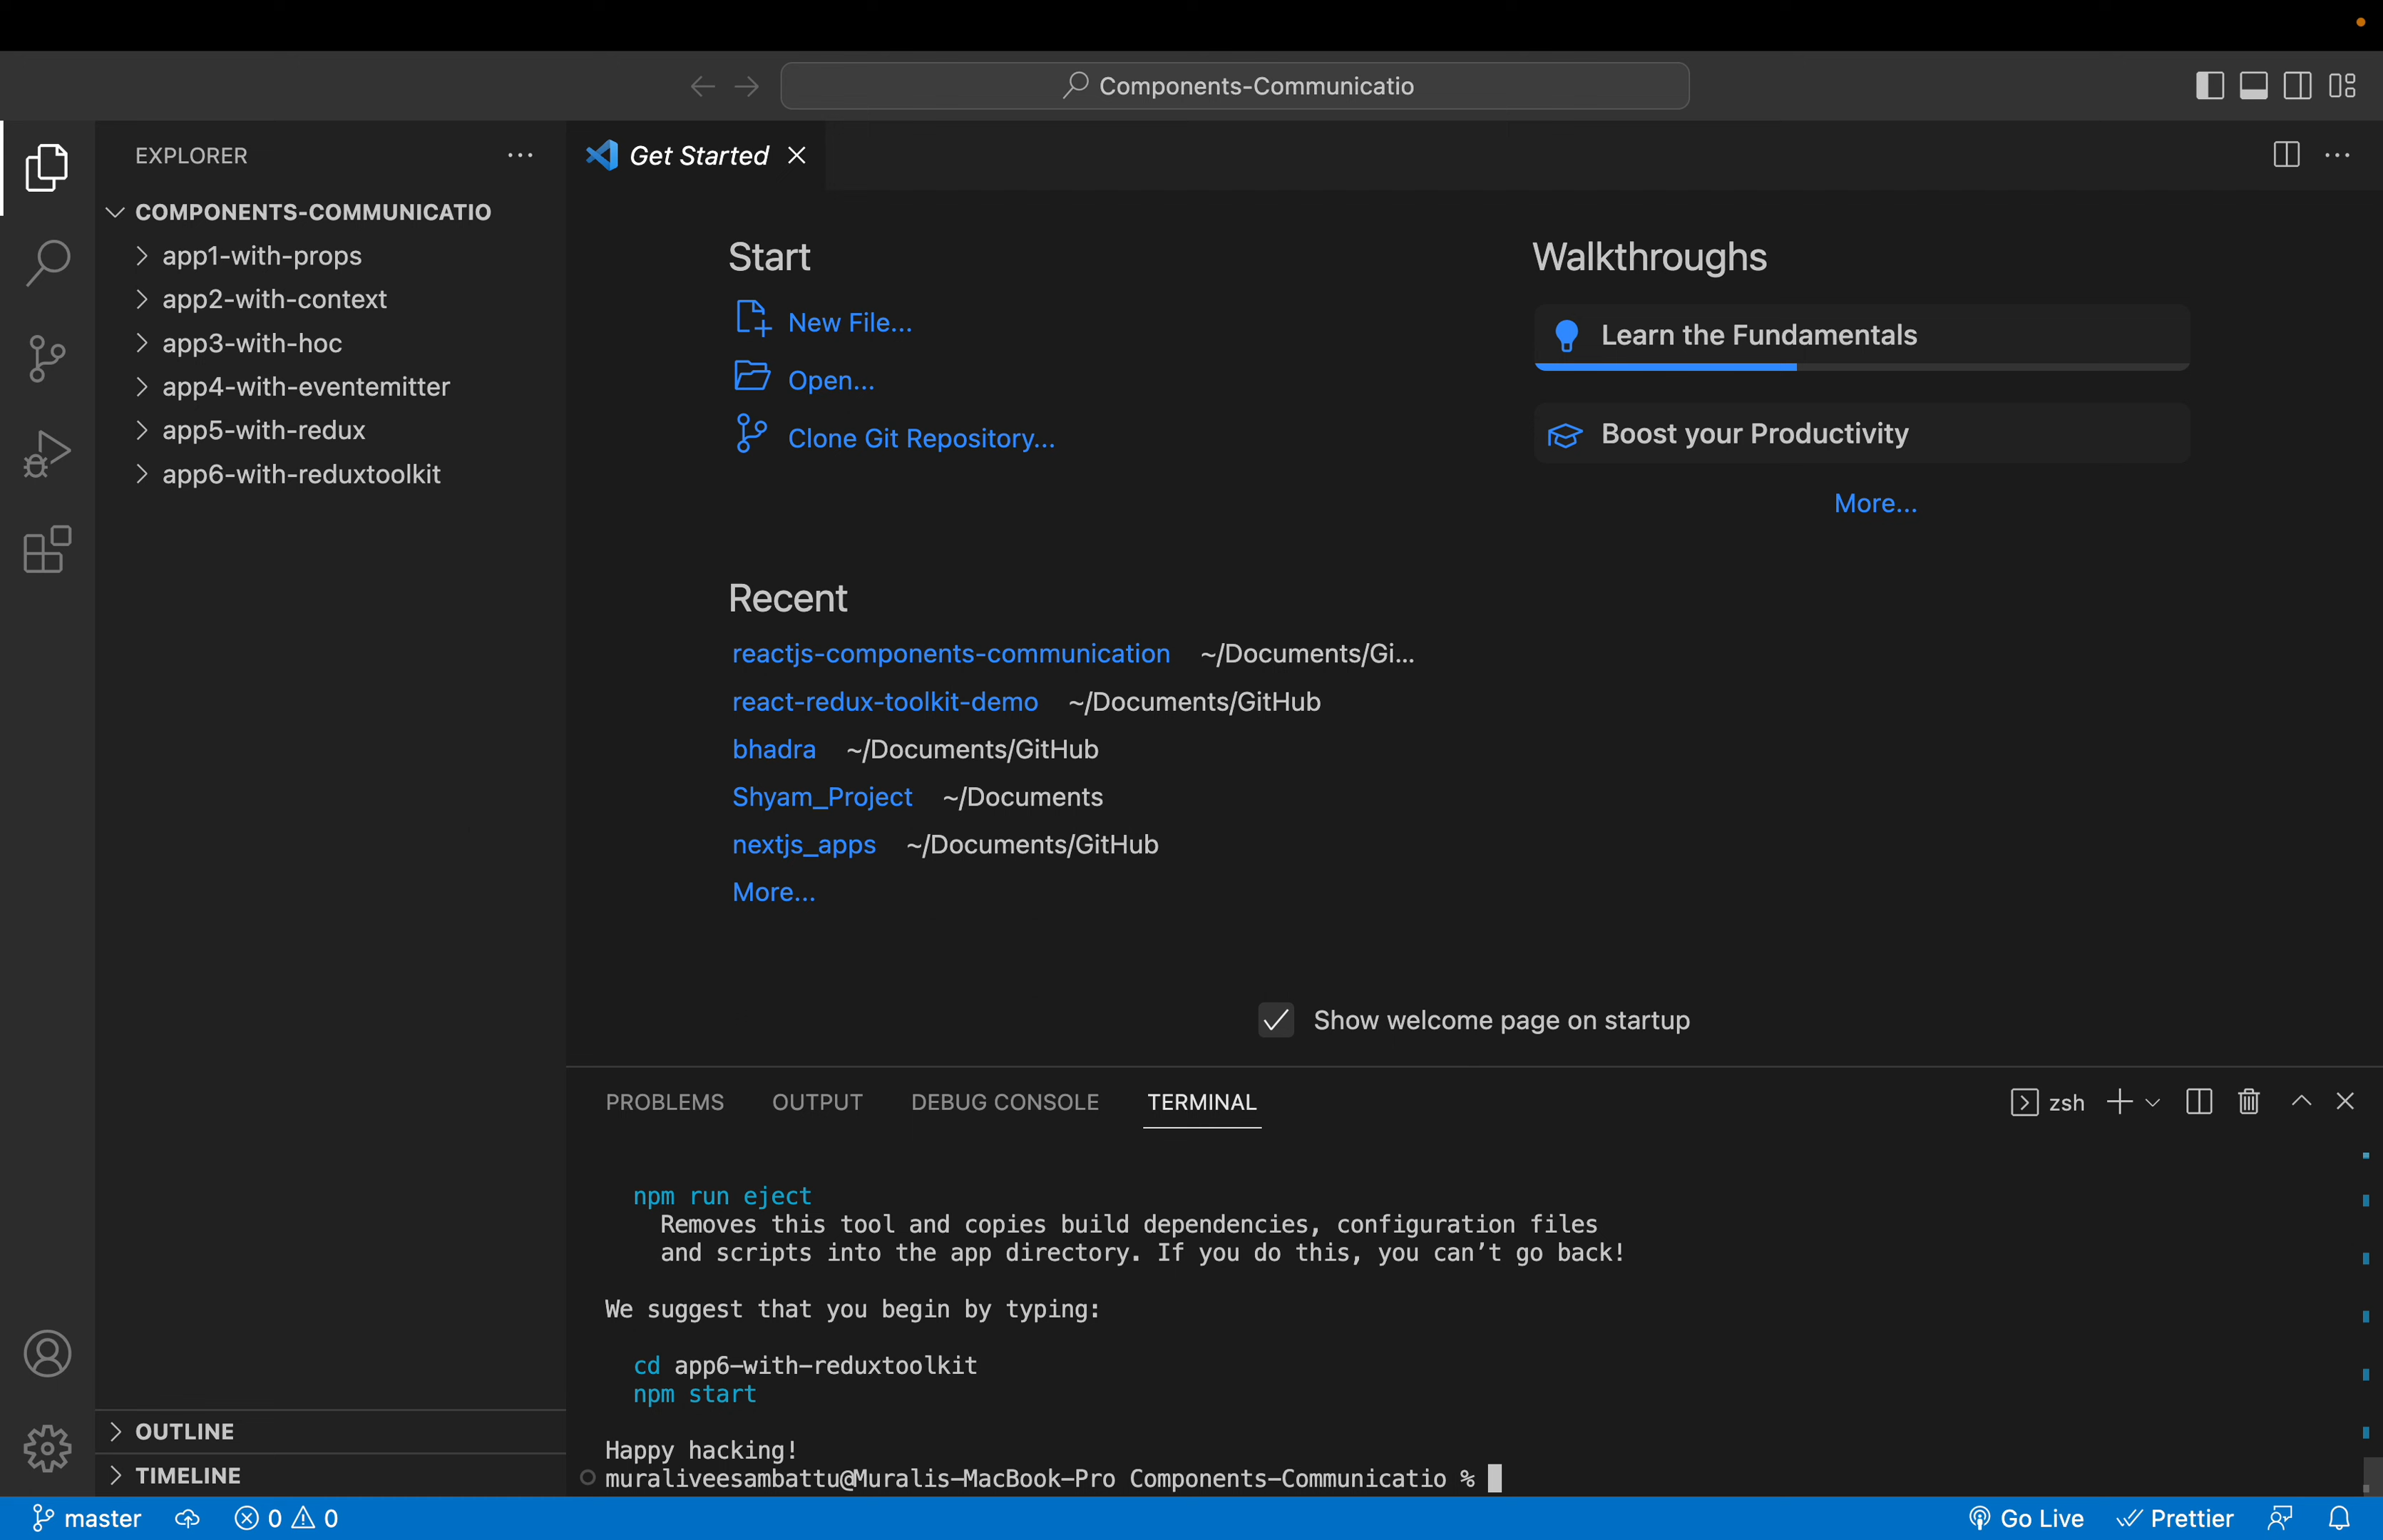 Components-Communicatio
EXPLORER
COMPONENTS-COMMUNICATIO
app1-with-props
app2-with-context
app3-with-hoc
app4-with-eventemitter
app5-with-redux
app6-with-reduxtoolkit
OUTLINE
TIMELINE
Get Started
Start
New File...
Open...
Clone Git Repository...
Recent
reactjs-components-communication ~/Documents/Gi...
react-redux-toolkit-demo ~/Documents/GitHub
bhadra ~/Documents/GitHub
Shyam_Project ~/Documents
nextjs_apps ~/Documents/GitHub
More...
Walkthroughs
Learn the Fundamentals
Boost your Productivity
More...
Show welcome page on startup
PROBLEMS OUTPUT DEBUG CONSOLE TERMINAL zsh
npm run eject
Removes this tool and copies build dependencies, configuration files
and scripts into the app directory. If you do this, you can’t go back!
We suggest that you begin by typing:
cd app6-with-reduxtoolkit
npm start
Happy hacking!
muraliveesambattu@Muralis-MacBook-Pro Components-Communicatio %
master 0 0 Go Live Prettier